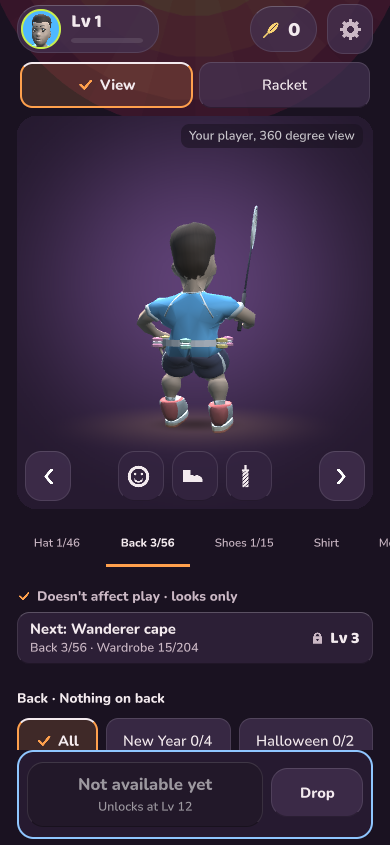 Lv 1
0
View
Racket
Your player, 360 degree view
Hat 1/46
Back 3/56
Shoes 1/15
Shirt
Doesn't affect play · looks only
Next: Wanderer cape
Back 3/56 · Wardrobe 15/204
Lv 3
Back · Nothing on back
All
New Year 0/4
Halloween 0/2
Not available yet
Unlocks at Lv 12
Drop